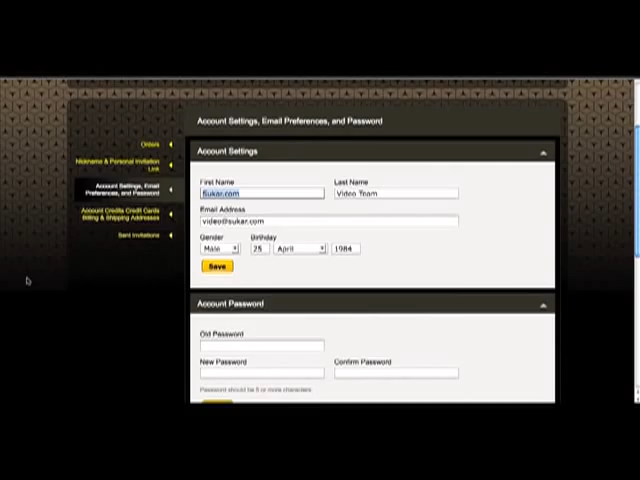 Account Settings, Email Preferences, and Password
Orders
Nickname & Personal Invitation
Link
Account Settings, Email
Preferences, and Password
Account Credits Credit Cards
Billing & Shipping Addresses
Sent Invitations
Account Settings
First Name
Last Name
Sukar.com
Video Team
Email Address
video@sukar.com
Gender
Birthday
Male
25
April
1984
Save
Account Password
Old Password
New Password
Confirm Password
Password should be 5 or more characters